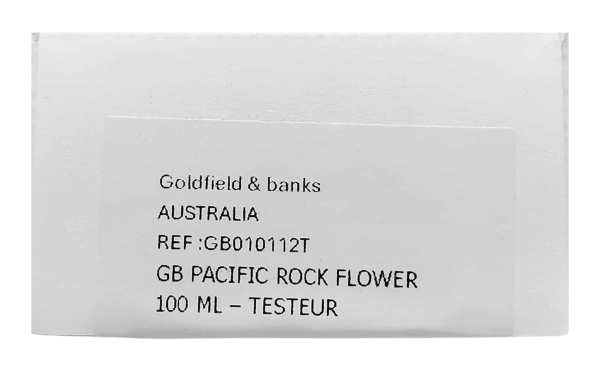 Goldfield & banks
AUSTRALIA
REF :GB010112T
GB PACIFIC ROCK FLOWER
100 ML – TESTEUR